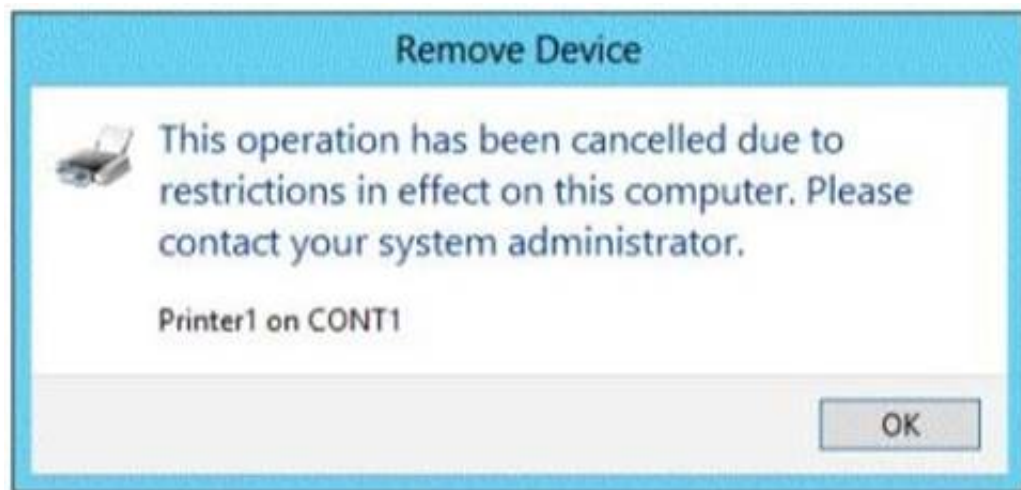 Remove Device
This operation has been cancelled due to
restrictions in effect on this computer. Please
contact your system administrator.
Printer1 on CONT1
OK